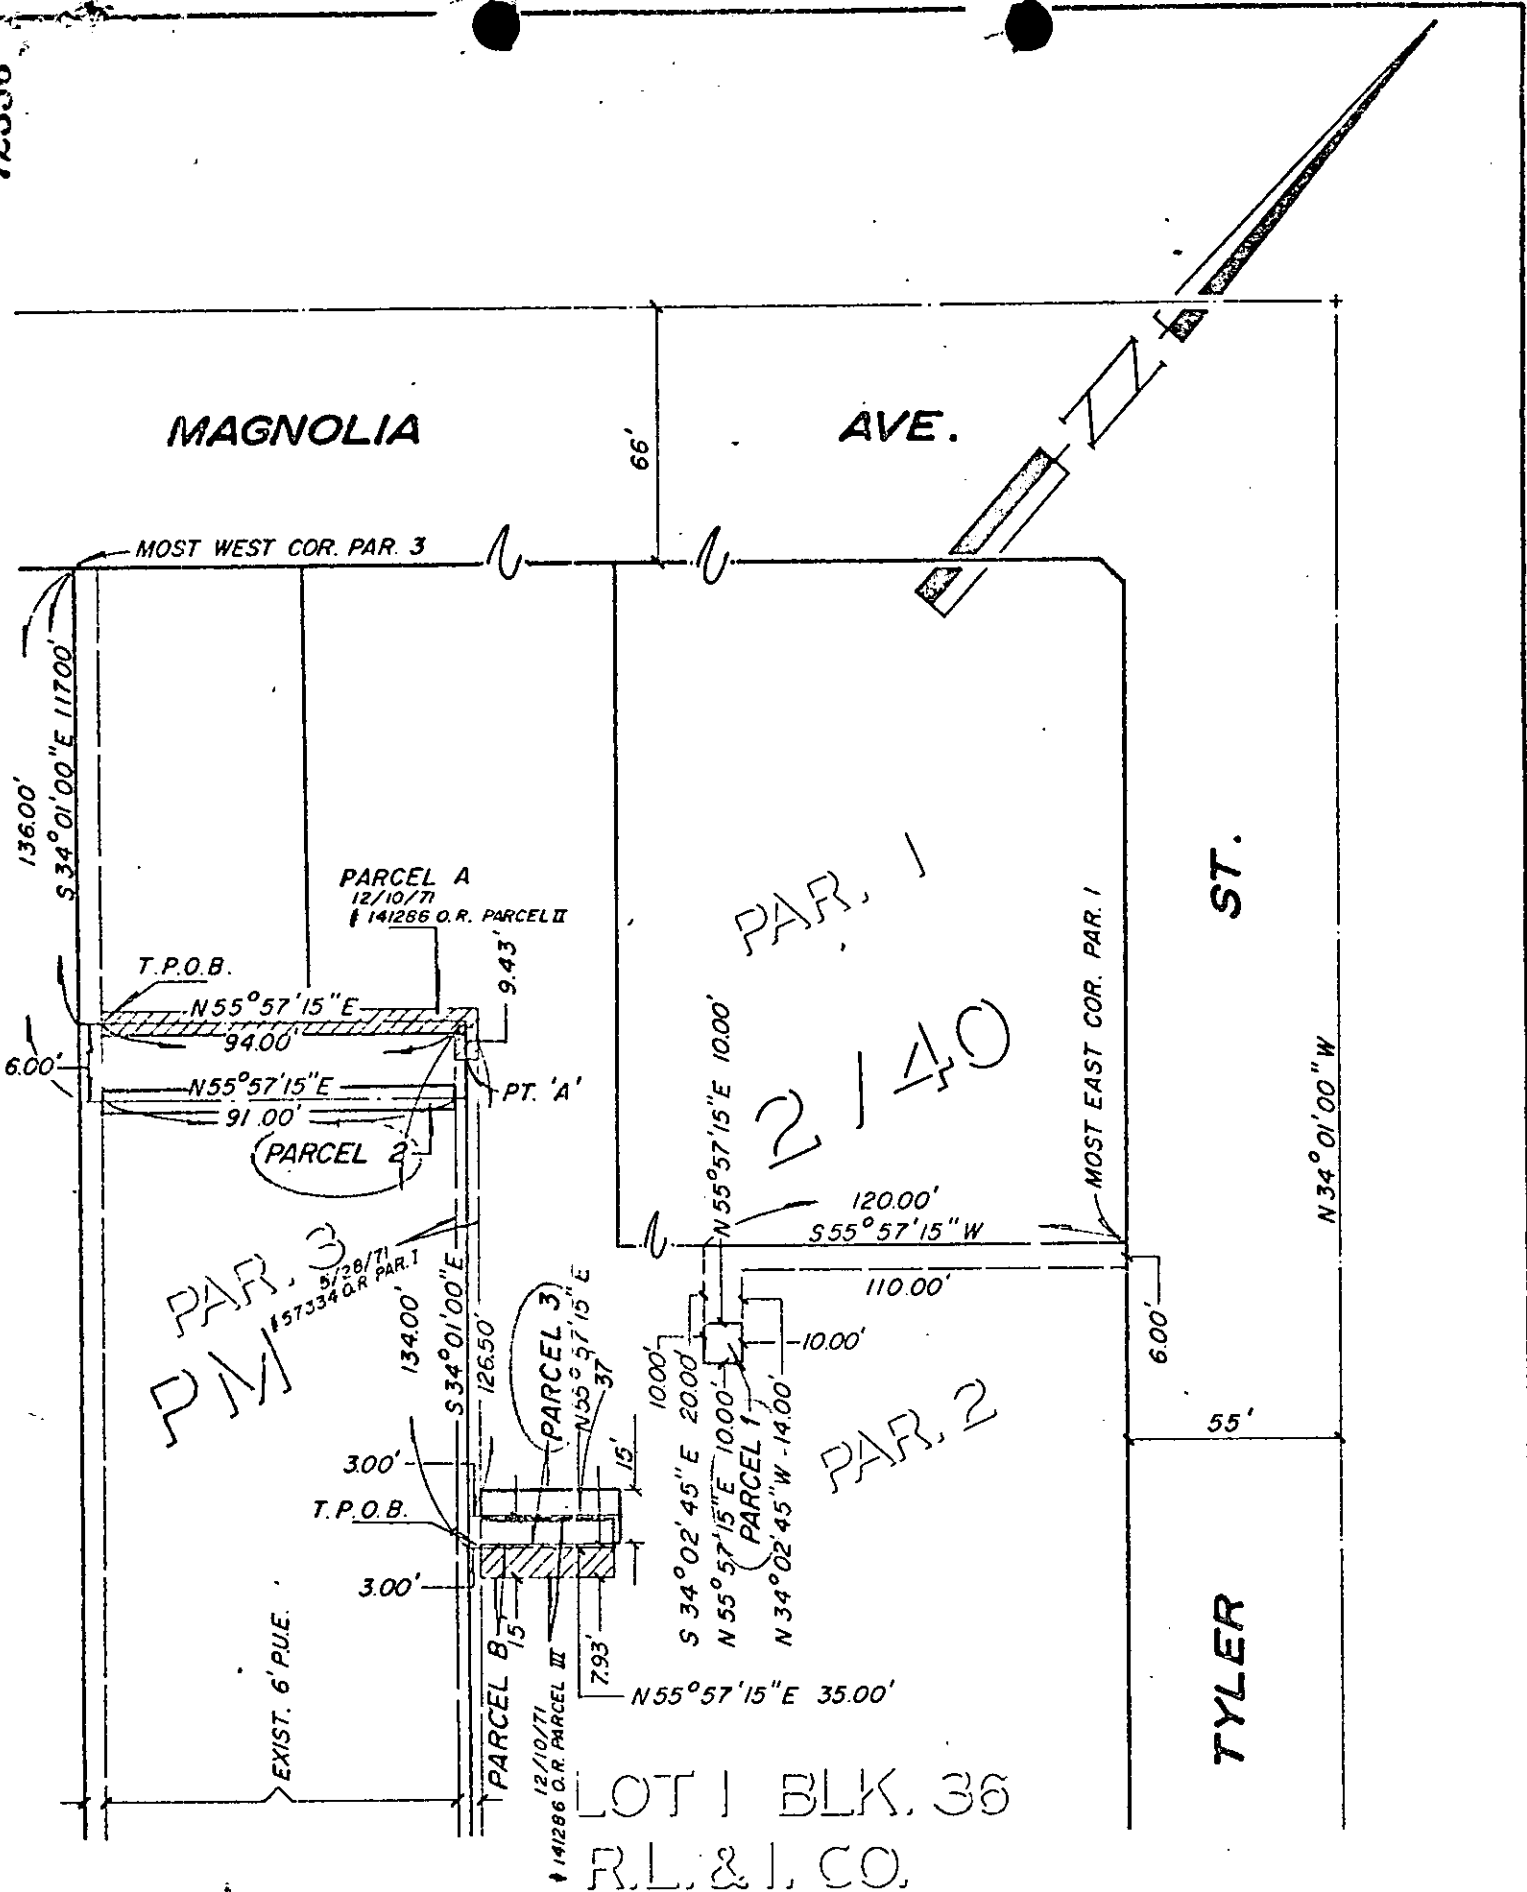 MAGNOLIA AVE.
66'
MOST WEST COR. PAR. 3
136.00'
S 34°01'00"E 117.00'
PARCEL A
12/10/71
# 141286 O.R. PARCEL II
9.43'
T.P.O.B.
N55°57'15"E
94.00'
6.00'
N55°57'15"E
91.00'
PT. 'A'
PARCEL 2
PAR. 1
2140
MOST EAST COR. PAR. 1
ST.
N34°01'00"W
N55°57'15"E 10.00'
120.00'
S55°57'15"W
110.00'
6.00'
PAR. 3
5/28/71
#57334 O.R PAR.I
PM
134.00'
S 34°01'00"E
126.50'
PARCEL 3
N55°57'15"E
37
15'
10.00'
10.00'
S 34°02'45"E 20.00'
N55°57'15"E 10.00'
PARCEL 1
N34°02'45"W -14.00'
PAR. 2
55'
3.00'
T.P.O.B.
3.00'
EXIST. 6' P.U.E.
PARCEL B
15'
12/10/71
# 141286 O.R. PARCEL III
7.93'
N55°57'15"E 35.00'
TYLER
LOT 1 BLK. 36
R.L. & I. CO.